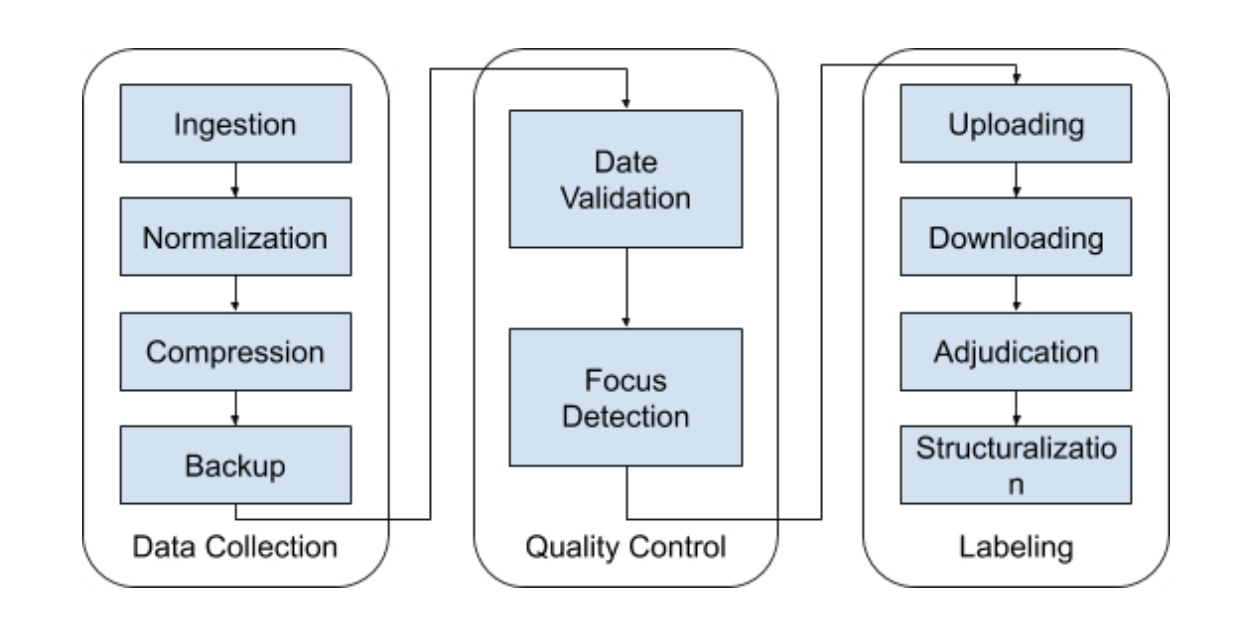 Ingestion
Normalization
Compression
Backup
Data Collection
Date
Validation
Focus
Detection
Quality Control
Uploading
Downloading
Adjudication
Structuralizatio
n
Labeling